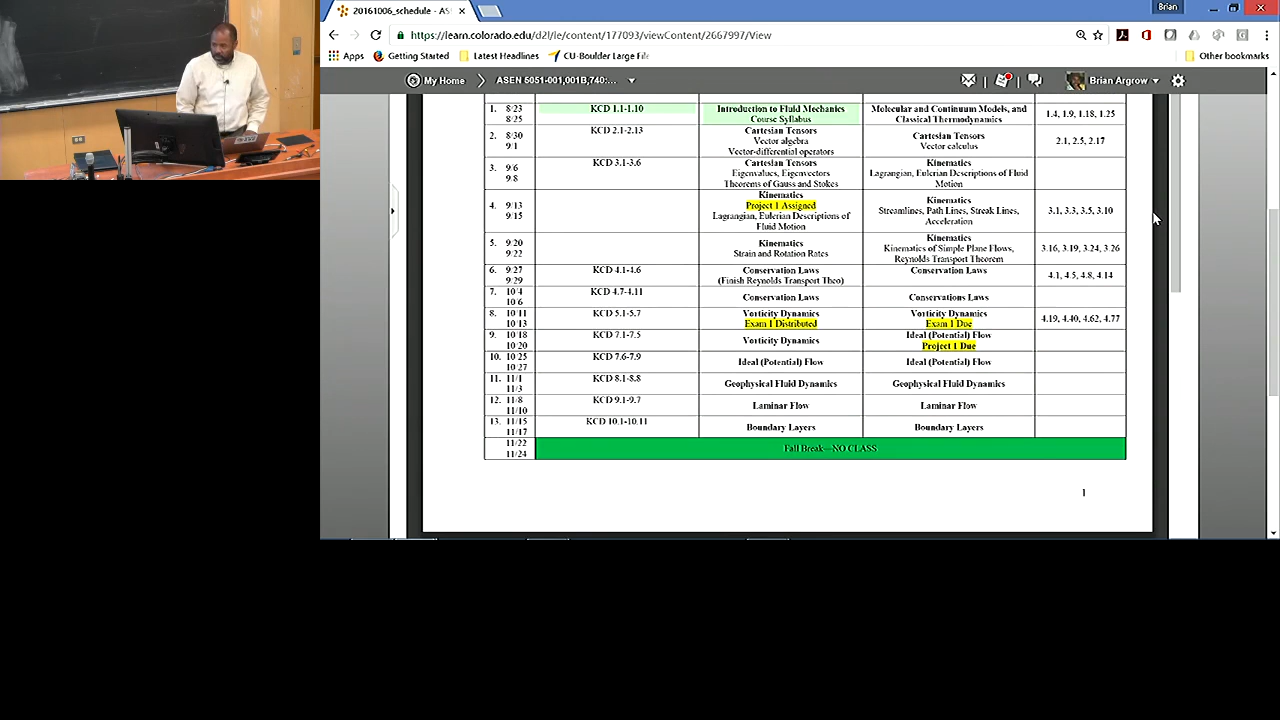 20161006_schedule - AS
Brian
https://learn.colorado.edu/d2l/le/content/177093/viewContent/2667997/View
Apps Getting Started Latest Headlines CU-Boulder Large Fil Other bookmarks
My Home ASEN 5051-001,001B,740:... Brian Argrow
1. 8/23 KCD 1.1-1.10 Introduction to Fluid Mechanics Molecular and Continuum Models, and 1.4, 1.9, 1.18, 1.25
8/25 Course Syllabus Classical Thermodynamics
2. 8/30 KCD 2.1-2.13 Cartesian Tensors Cartesian Tensors 2.1, 2.5, 2.17
9/1 Vector algebra Vector calculus
Vector-differential operators
3. 9/6 KCD 3.1-3.6 Cartesian Tensors Kinematics
9/8 Eigenvalues, Eigenvectors Lagrangian, Eulerian Descriptions of Fluid
Theorems of Gauss and Stokes Motion
4. 9/13 Kinematics Kinematics 3.1, 3.3, 3.5, 3.10
9/15 Project 1 Assigned Streamlines, Path Lines, Streak Lines,
Lagrangian, Eulerian Descriptions of Acceleration
Fluid Motion
5. 9/20 Kinematics Kinematics 3.16, 3.19, 3.24, 3.26
9/22 Strain and Rotation Rates Kinematics of Simple Plane Flows,
Reynolds Transport Theorem
6. 9/27 KCD 4.1-4.6 Conservation Laws Conservation Laws 4.1, 4.5, 4.8, 4.14
9/29 (Finish Reynolds Transport Theo)
7. 10/4 KCD 4.7-4.11 Conservation Laws Conservations Laws
10/6
8. 10/11 KCD 5.1-5.7 Vorticity Dynamics Vorticity Dynamics 4.19, 4.40, 4.62, 4.77
10/13 Exam 1 Distributed Exam 1 Due
9. 10/18 KCD 7.1-7.5 Vorticity Dynamics Ideal (Potential) Flow
10/20 Project 1 Due
10. 10/25 KCD 7.6-7.9 Ideal (Potential) Flow Ideal (Potential) Flow
10/27
11. 11/1 KCD 8.1-8.8 Geophysical Fluid Dynamics Geophysical Fluid Dynamics
11/3
12. 11/8 KCD 9.1-9.7 Laminar Flow Laminar Flow
11/10
13. 11/15 KCD 10.1-10.11 Boundary Layers Boundary Layers
11/17
11/22 Fall Break—NO CLASS
11/24
1